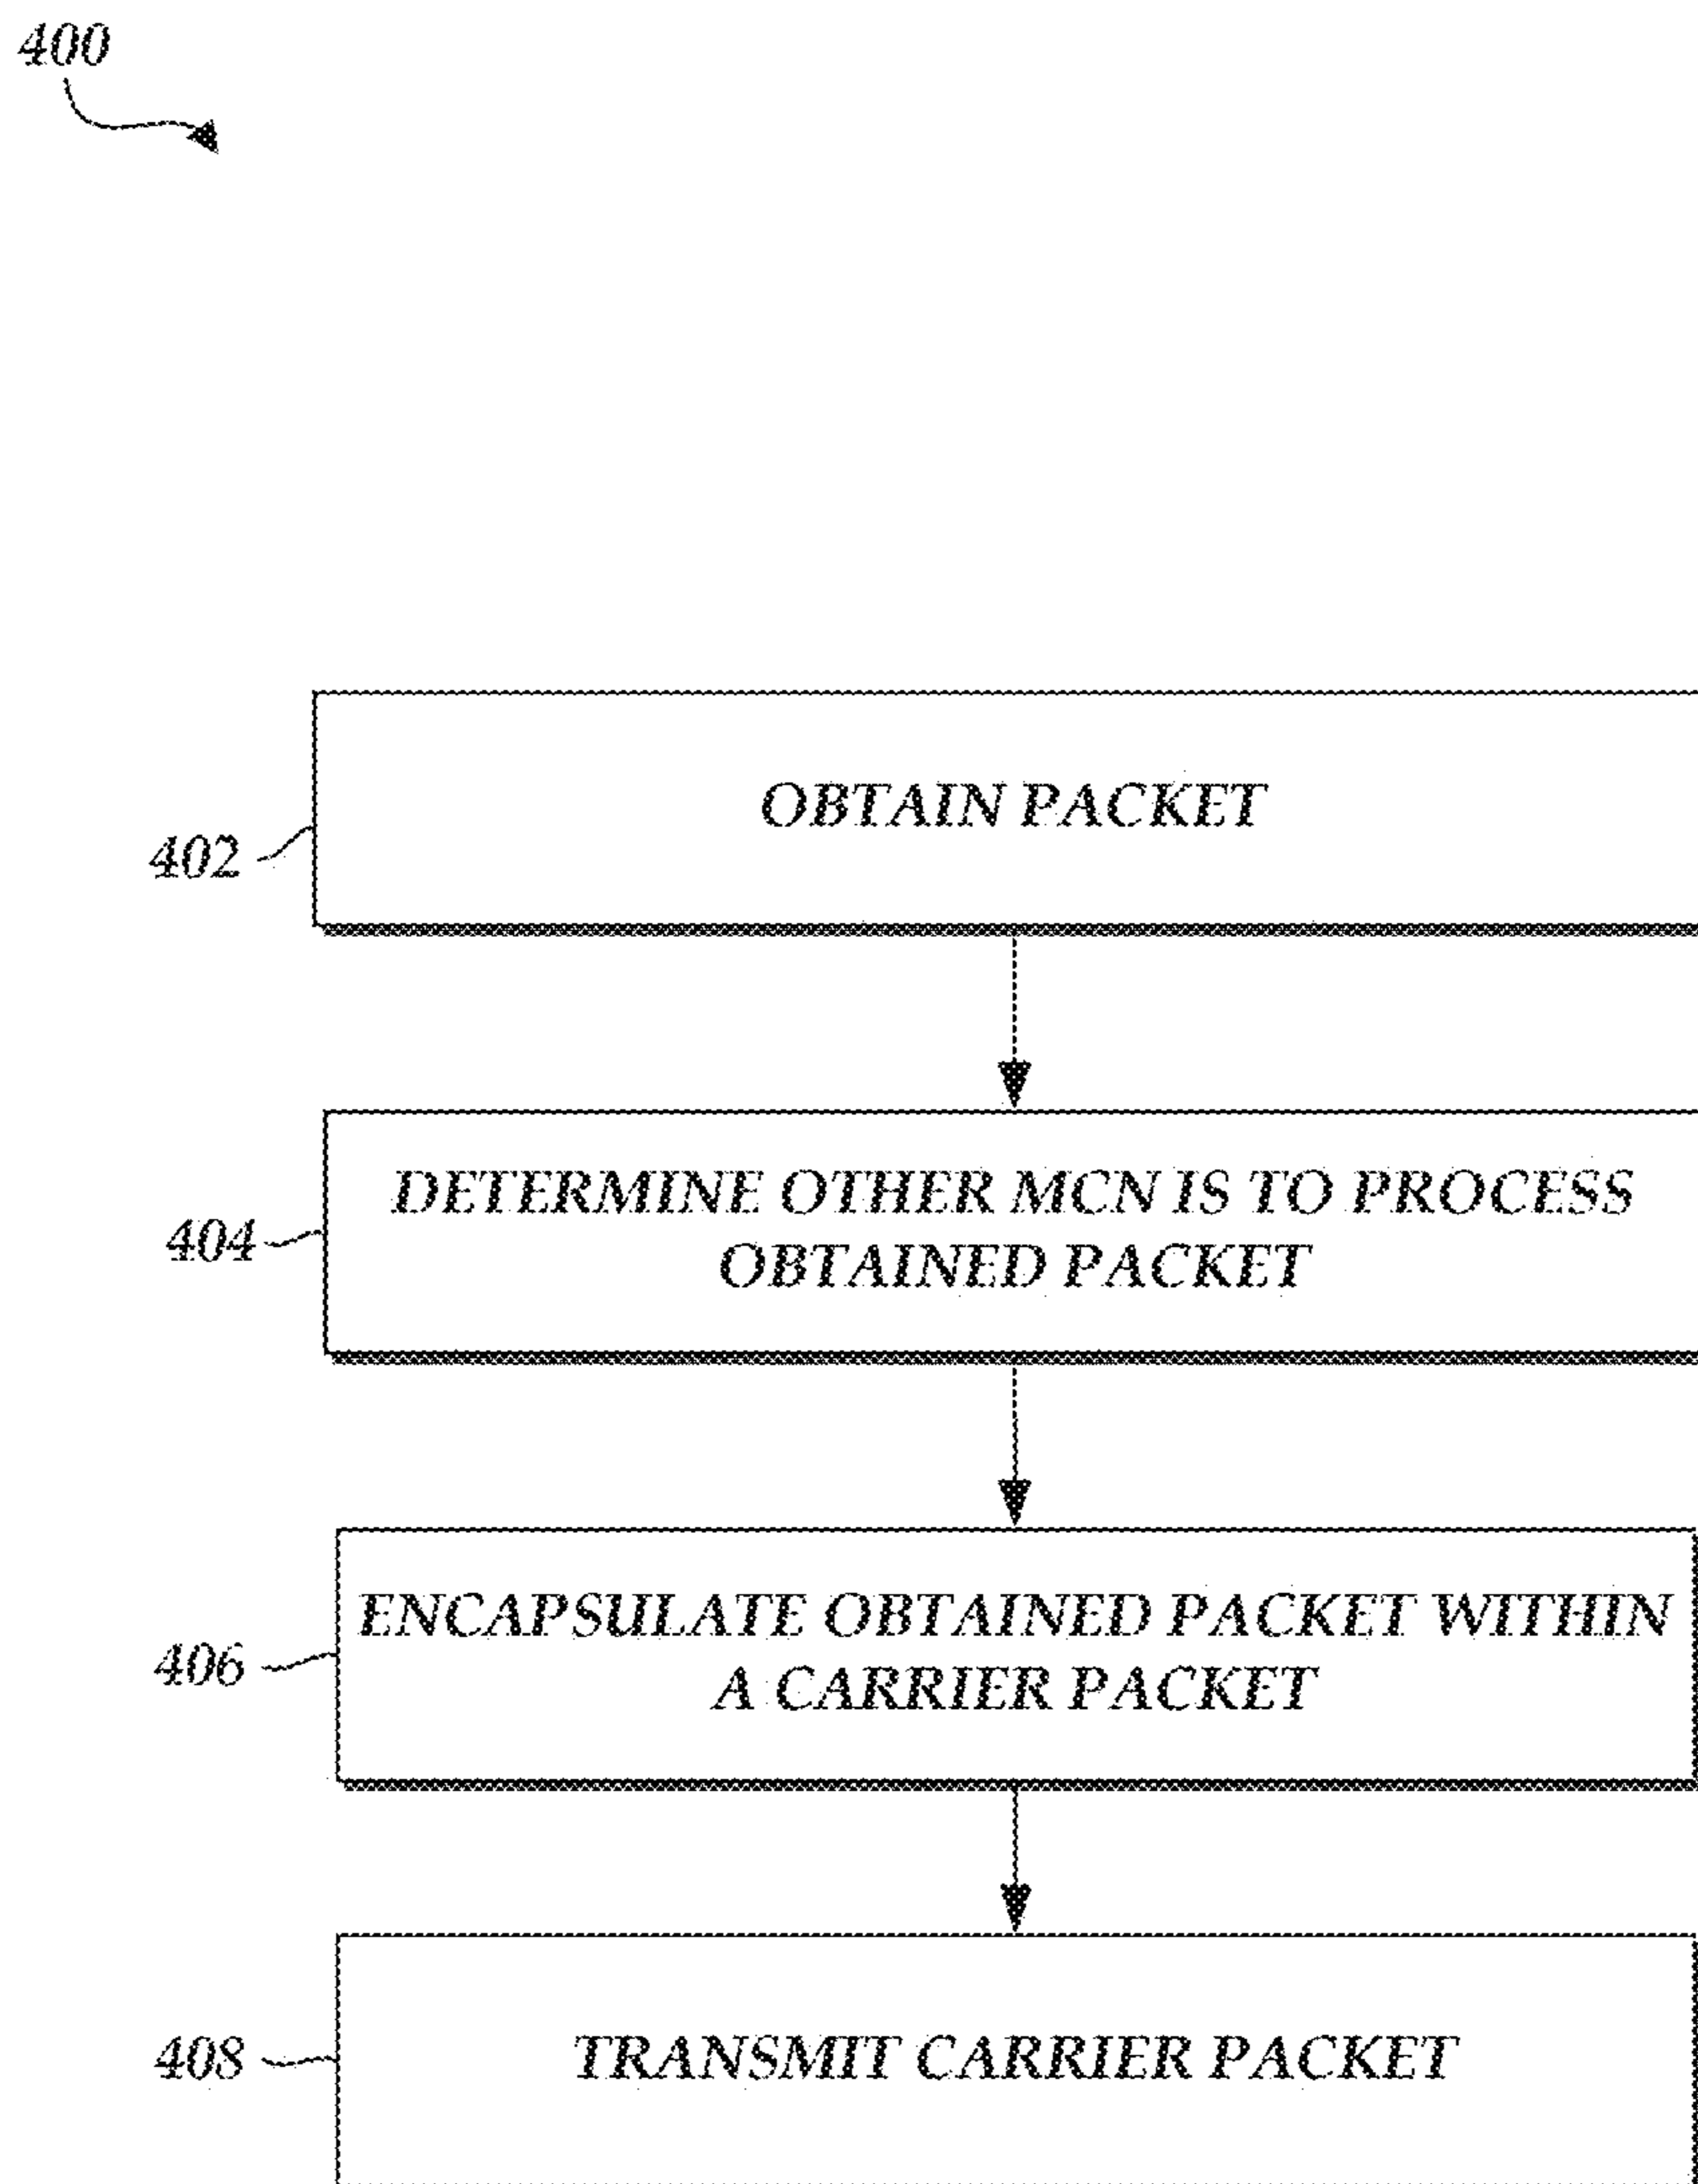 400
OBTAIN PACKET
402
DETERMINE OTHER MCN IS TO PROCESS
OBTAINED PACKET
404
ENCAPSULATE OBTAINED PACKET WITHIN
A CARRIER PACKET
406
TRANSMIT CARRIER PACKET
408